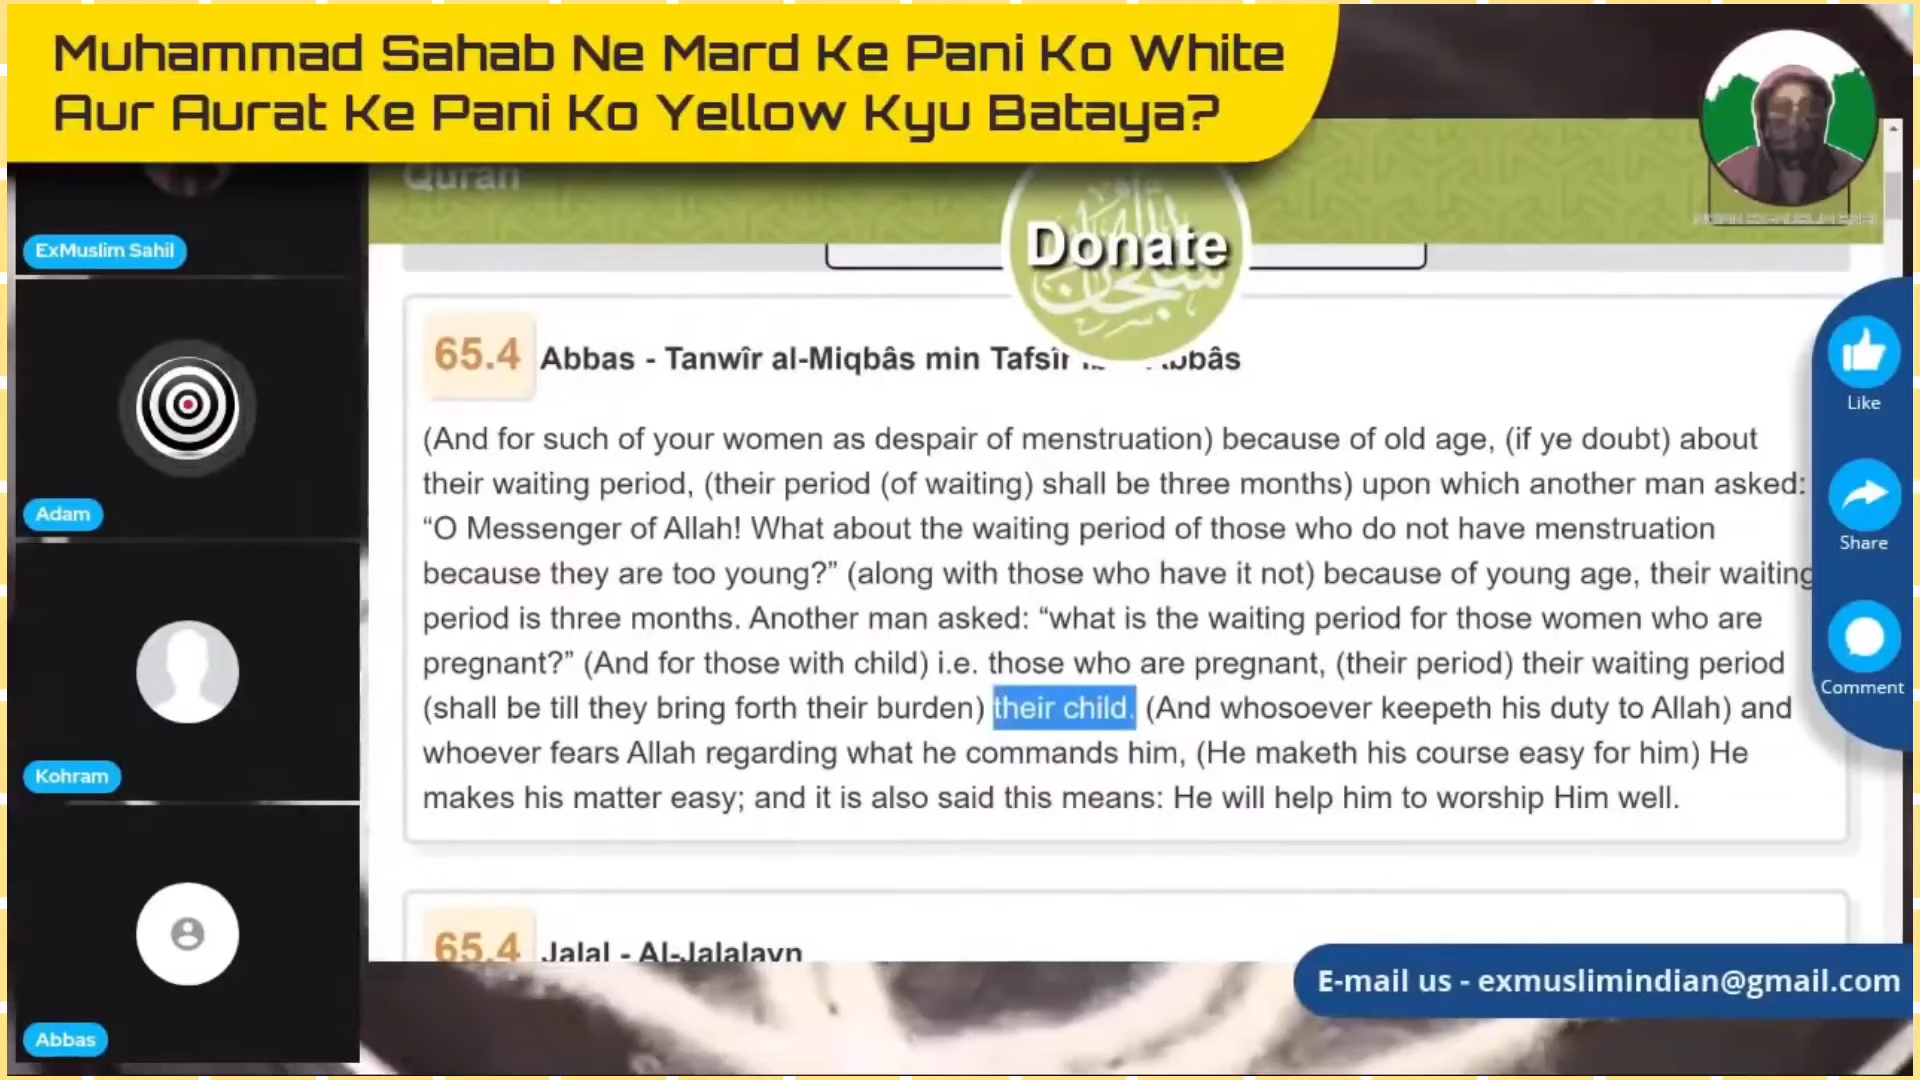 Muhammad Sahab Ne Mard Ke Pani Ko White
Aur Aurat Ke Pani Ko Yellow Kyu Bataya?
Quran
Donate
ExMuslim Sahil
Adam
Kohram
Abbas
65.4 Abbas - Tanwîr al-Miqbâs min Tafsîr
(And for such of your women as despair of menstruation) because of old age, (if ye doubt) about
their waiting period, (their period (of waiting) shall be three months) upon which another man asked:
“O Messenger of Allah! What about the waiting period of those who do not have menstruation
because they are too young?” (along with those who have it not) because of young age, their waiting
period is three months. Another man asked: “what is the waiting period for those women who are
pregnant?” (And for those with child) i.e. those who are pregnant, (their period) their waiting period
(shall be till they bring forth their burden) their child. (And whosoever keepeth his duty to Allah) and
whoever fears Allah regarding what he commands him, (He maketh his course easy for him) He
makes his matter easy; and it is also said this means: He will help him to worship Him well.
65.4 Jalal - Al-Jalalayn
Like
Share
Comment
E-mail us - exmuslimindian@gmail.com